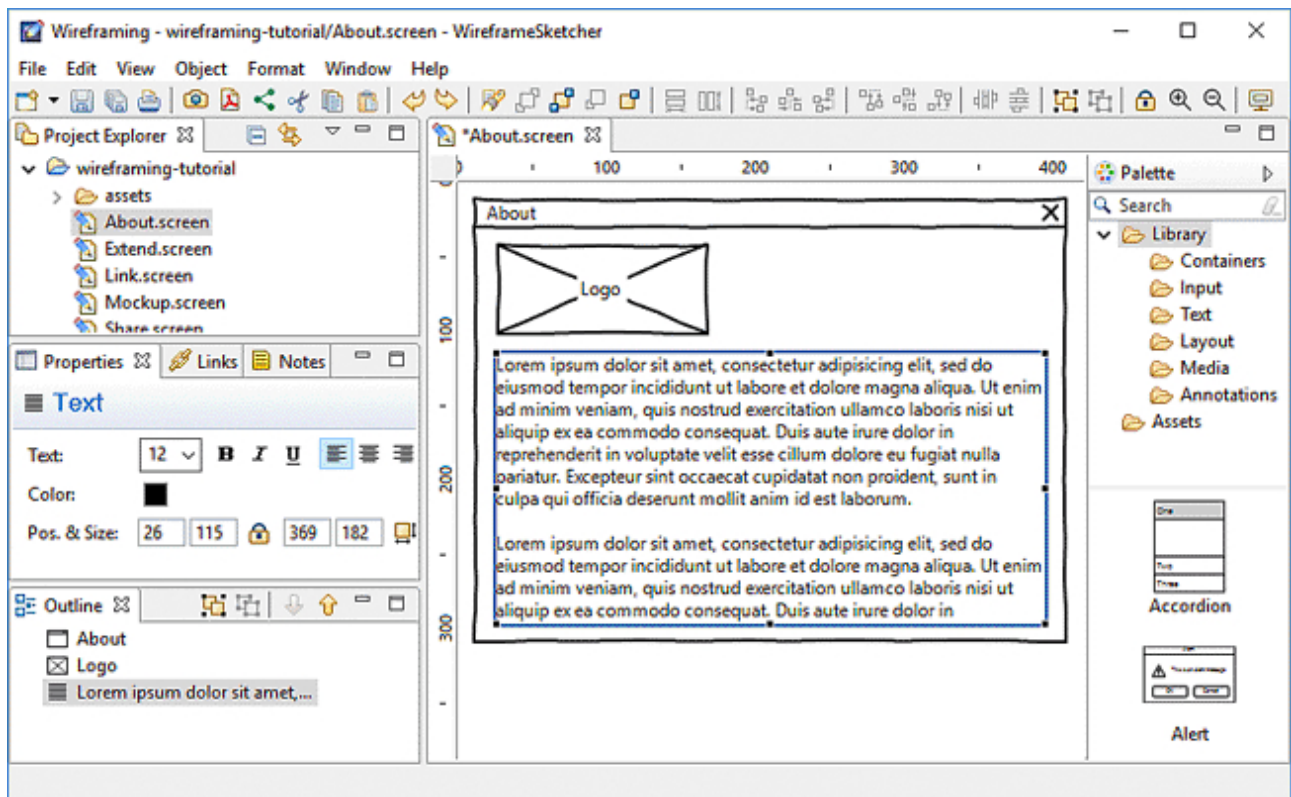 Wireframing - wireframing-tutorial/About.screen - WireframeSketcher
File Edit View Object Format Window Help
Project Explorer
wireframing-tutorial
assets
About.screen
Extend.screen
Link.screen
Mockup.screen
Share.screen
Properties Links Notes
Text
Text: 12 B I U
Color:
Pos. & Size: 26 115 369 182
Outline
About
Logo
Lorem ipsum dolor sit amet,...
*About.screen
0 100 200 300 400
0
100
200
300
About
Logo
Lorem ipsum dolor sit amet, consectetur adipisicing elit, sed do
eiusmod tempor incididunt ut labore et dolore magna aliqua. Ut enim
ad minim veniam, quis nostrud exercitation ullamco laboris nisi ut
aliquip ex ea commodo consequat. Duis aute irure dolor in
reprehenderit in voluptate velit esse cillum dolore eu fugiat nulla
pariatur. Excepteur sint occaecat cupidatat non proident, sunt in
culpa qui officia deserunt mollit anim id est laborum.
Lorem ipsum dolor sit amet, consectetur adipisicing elit, sed do
eiusmod tempor incididunt ut labore et dolore magna aliqua. Ut enim
ad minim veniam, quis nostrud exercitation ullamco laboris nisi ut
aliquip ex ea commodo consequat. Duis aute irure dolor in
Palette
Search
Library
Containers
Input
Text
Layout
Media
Annotations
Assets
One
Two
Three
Accordion
Alert